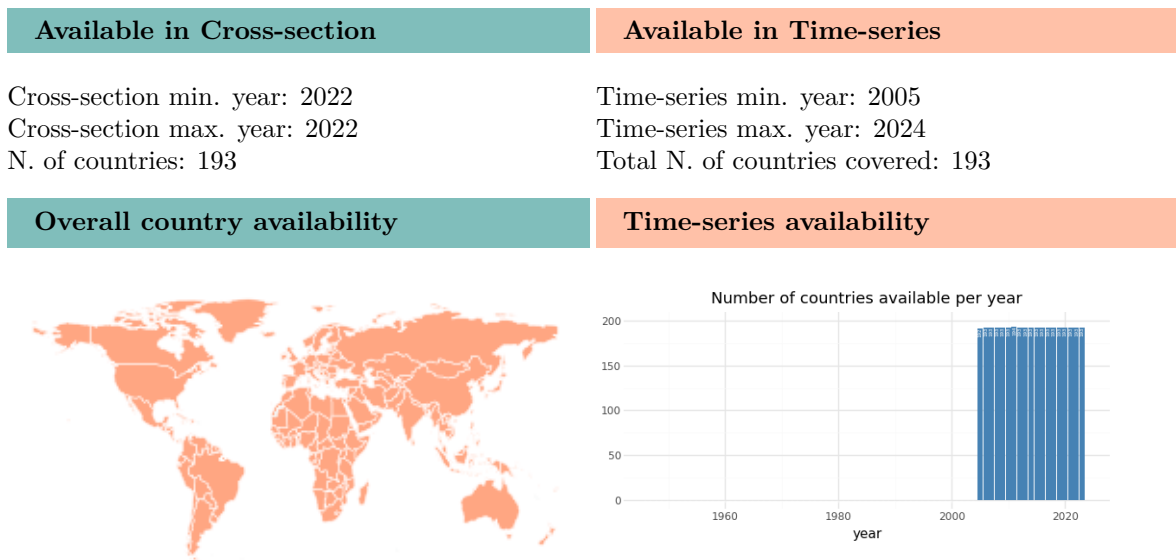 Available in Cross-section
Cross-section min. year: 2022
Cross-section max. year: 2022
N. of countries: 193
Available in Time-series
Time-series min. year: 2005
Time-series max. year: 2024
Total N. of countries covered: 193
Overall country availability
Time-series availability
Number of countries available per year
200
150
100
50
0
1960
1980
2000
2020
year